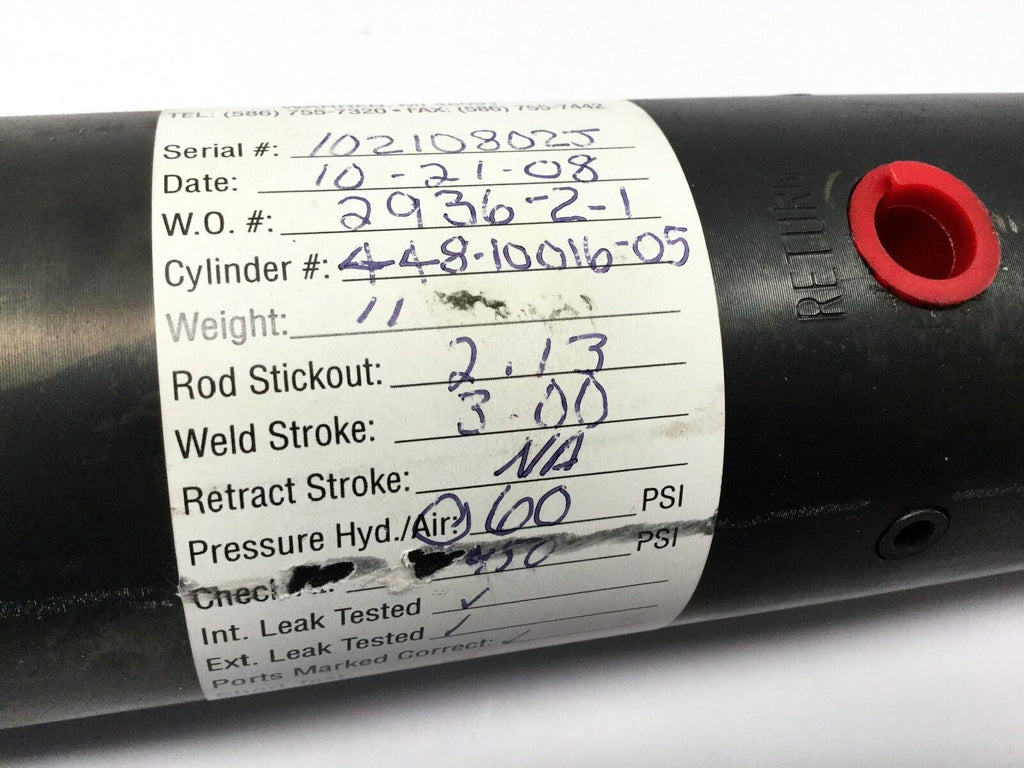 TEL: (586) 755-7320 • FAX: (586) 755-7442
Serial #: 10210802J
Date: 10-21-08
W.O. #: 2936-2-1
Cylinder #: 448-10016-05
Weight: 11
Rod Stickout: 2.13
Weld Stroke: 3.00
Retract Stroke: NA
Pressure Hyd./Air: 60 PSI
450 PSI
Int. Leak Tested ✓
Ext. Leak Tested ✓
Ports Marked Correct: ✓
RETURN